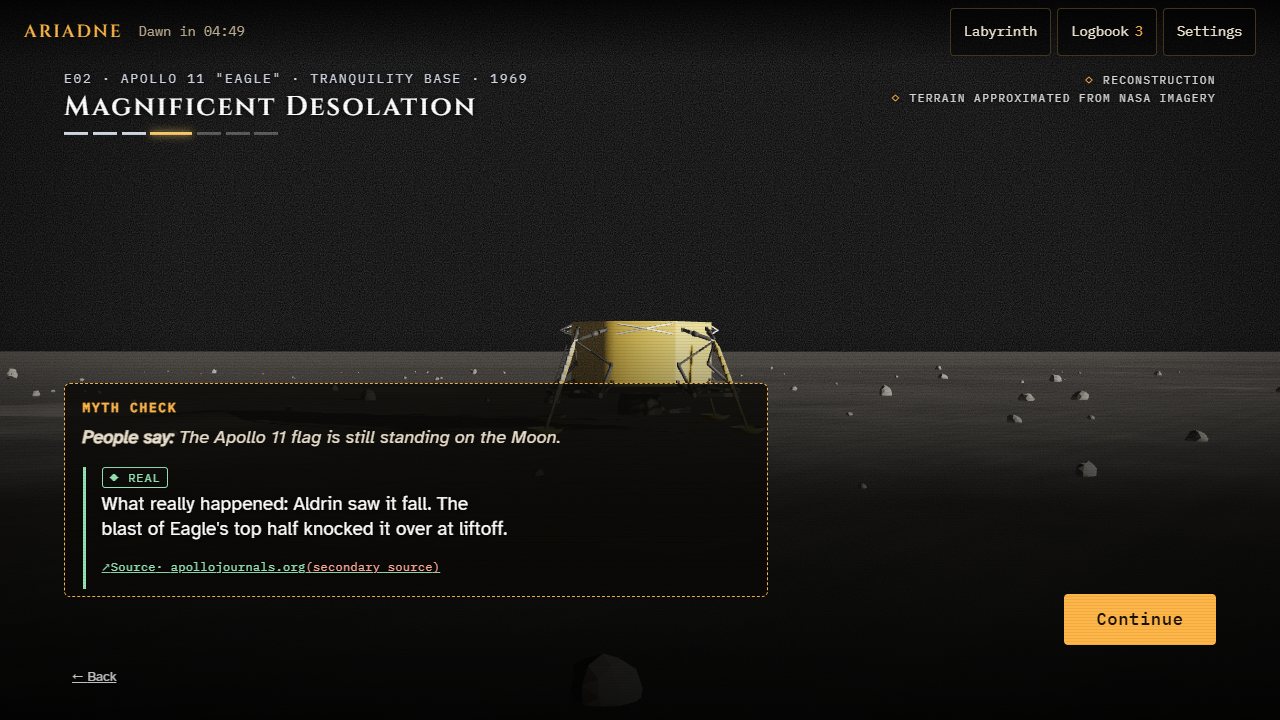 ARIADNE Dawn in 04:49 Labyrinth Logbook 3 Settings
E02 · APOLLO 11 "EAGLE" · TRANQUILITY BASE · 1969
Magnificent Desolation
◇ RECONSTRUCTION
◇ TERRAIN APPROXIMATED FROM NASA IMAGERY
MYTH CHECK
People say: The Apollo 11 flag is still standing on the Moon.
◆ REAL
What really happened: Aldrin saw it fall. The
blast of Eagle's top half knocked it over at liftoff.
↗Source· apollojournals.org(secondary source)
Continue
← Back